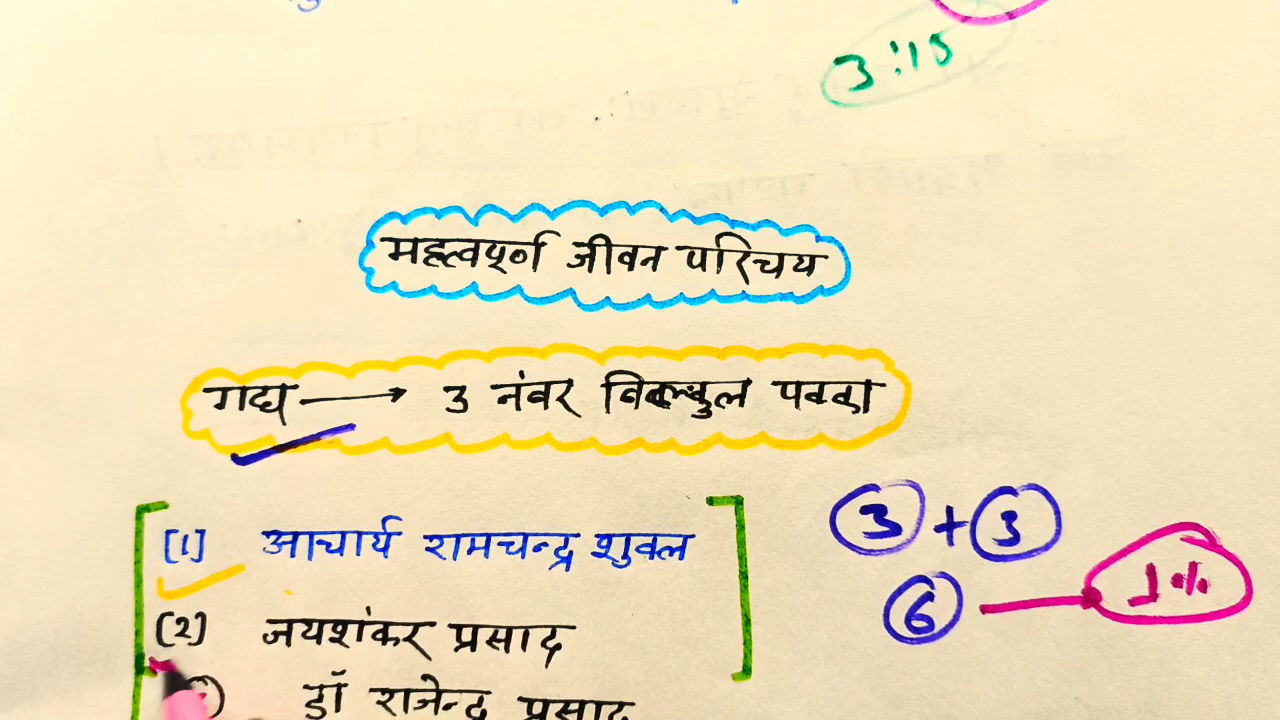 3:15
महत्वपूर्ण जीवन परिचय
गद्य → 3 नंबर विल्कुल पक्का
[1] आचार्य रामचन्द्र शुक्ल
3 + 3
6 1%
[2] जयशंकर प्रसाद
डॉ राजेन्द्र प्रसाद